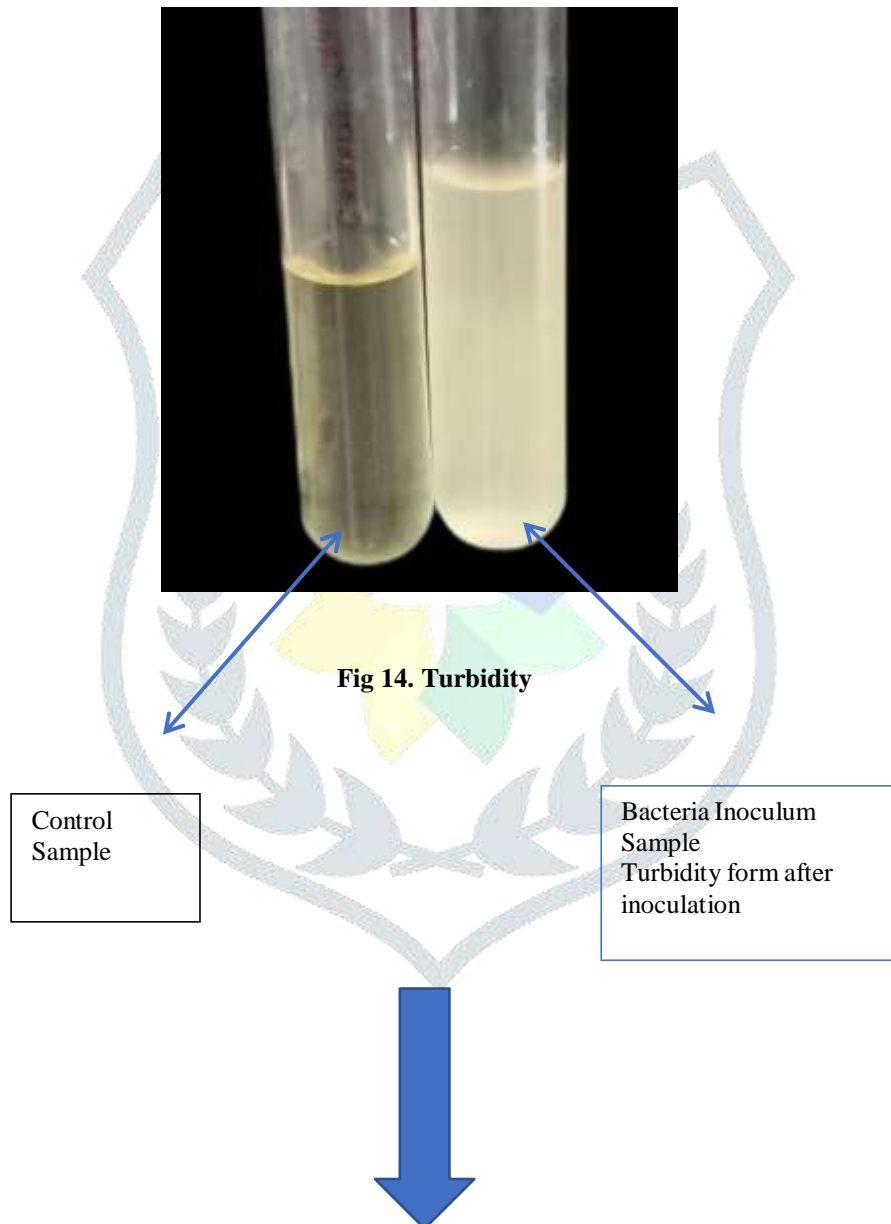 Fig 14. Turbidity
Control
Sample
Bacteria Inoculum
Sample
Turbidity form after
inoculation